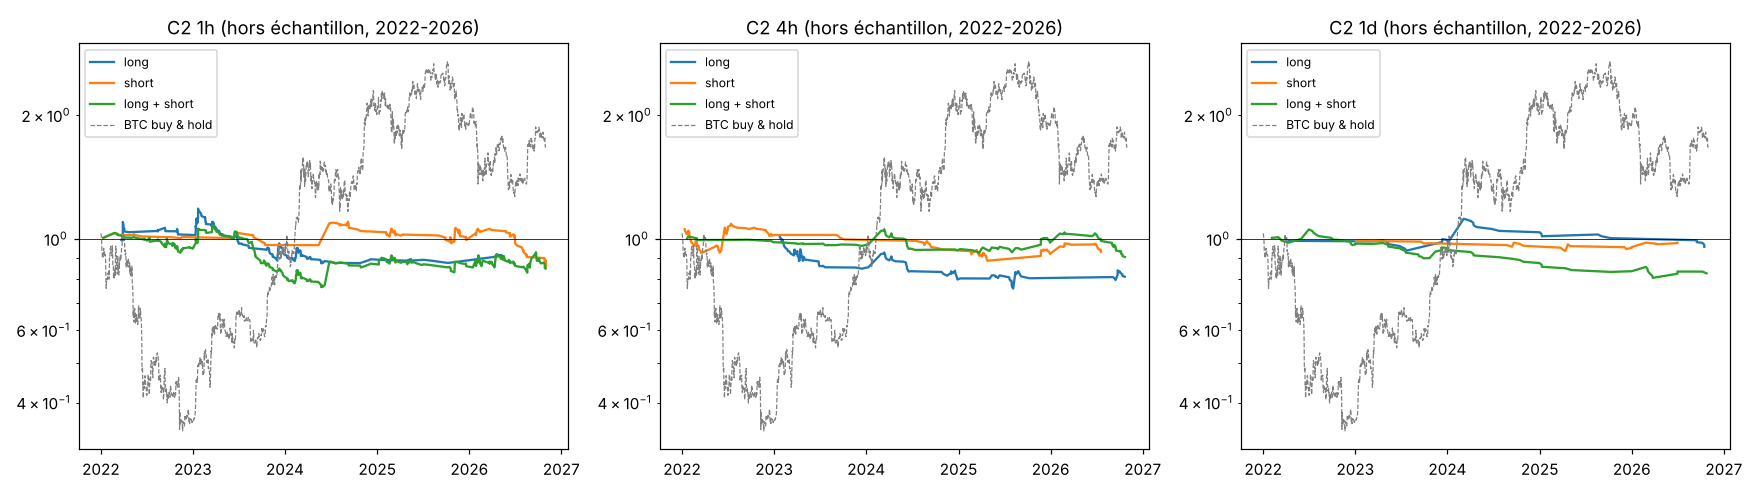 C2 1h (hors échantillon, 2022-2026)
long
short
long + short
BTC buy & hold
2 × 10⁰
10⁰
6 × 10⁻¹
4 × 10⁻¹
2022 2023 2024 2025 2026 2027
C2 4h (hors échantillon, 2022-2026)
long
short
long + short
BTC buy & hold
2 × 10⁰
10⁰
6 × 10⁻¹
4 × 10⁻¹
2022 2023 2024 2025 2026 2027
C2 1d (hors échantillon, 2022-2026)
long
short
long + short
BTC buy & hold
2 × 10⁰
10⁰
6 × 10⁻¹
4 × 10⁻¹
2022 2023 2024 2025 2026 2027